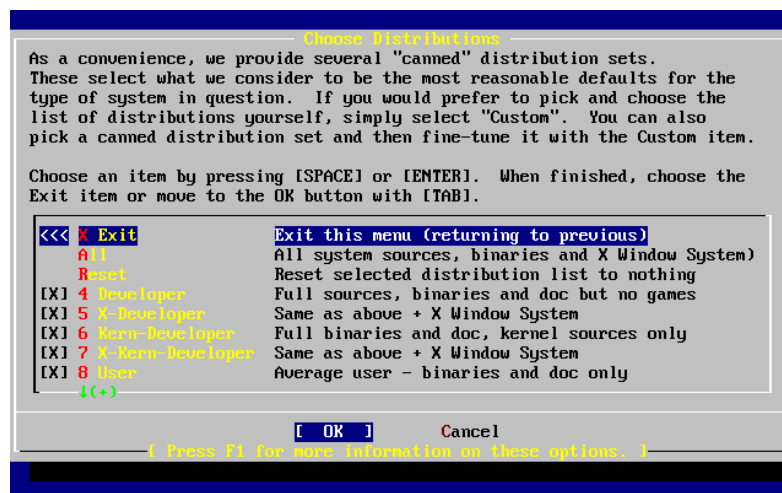 Choose Distributions
As a convenience, we provide several "canned" distribution sets.
These select what we consider to be the most reasonable defaults for the
type of system in question.  If you would prefer to pick and choose the
list of distributions yourself, simply select "Custom".  You can also
pick a canned distribution set and then fine-tune it with the Custom item.
Choose an item by pressing [SPACE] or [ENTER].  When finished, choose the
Exit item or move to the OK button with [TAB].
<<< X Exit Exit this menu (returning to previous)
All All system sources, binaries and X Window System)
Reset Reset selected distribution list to nothing
[X] 4 Developer Full sources, binaries and doc but no games
[X] 5 X-Developer Same as above + X Window System
[X] 6 Kern-Developer Full binaries and doc, kernel sources only
[X] 7 X-Kern-Developer Same as above + X Window System
[X] 8 User Average user - binaries and doc only
↓(+)
[ OK ] Cancel
[ Press F1 for more information on these options. ]